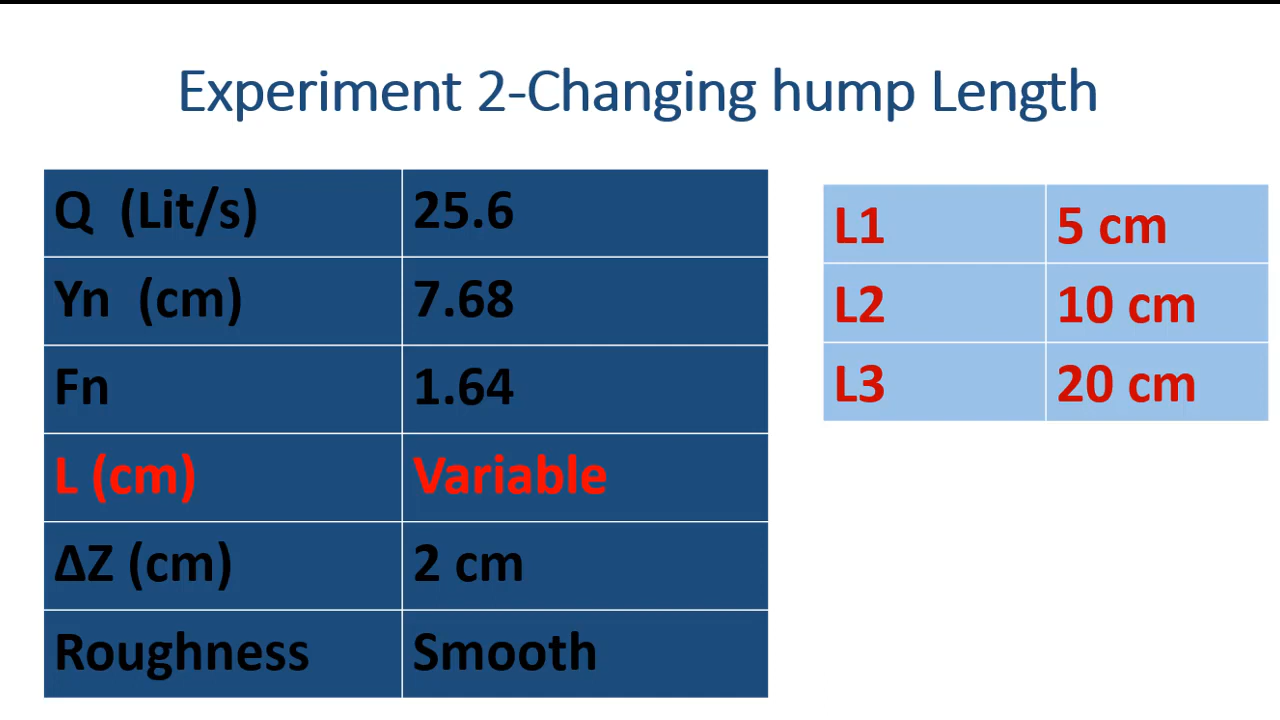 Experiment 2-Changing hump Length
Q (Lit/s) 25.6
Yn (cm) 7.68
Fn 1.64
L (cm) Variable
ΔZ (cm) 2 cm
Roughness Smooth
L1 5 cm
L2 10 cm
L3 20 cm